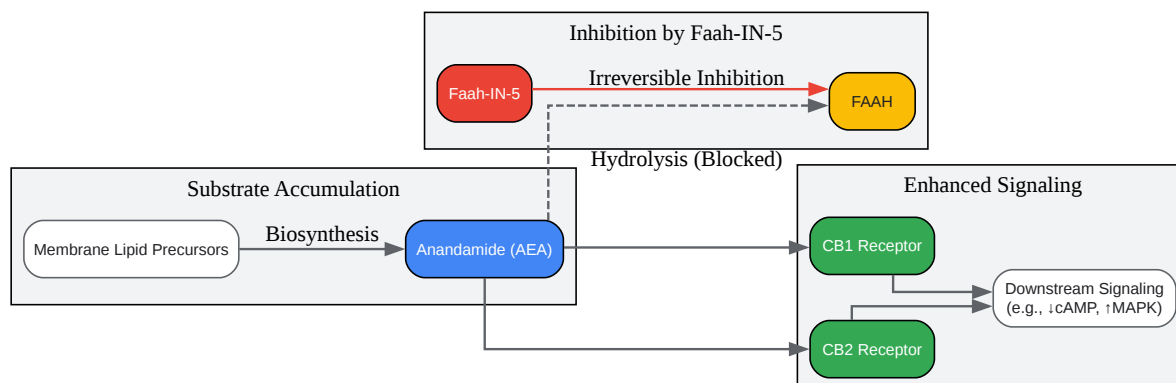 Inhibition by Faah-IN-5
Faah-IN-5
Irreversible Inhibition
FAAH
Hydrolysis (Blocked)
Substrate Accumulation
Membrane Lipid Precursors
Biosynthesis
Anandamide (AEA)
Enhanced Signaling
CB1 Receptor
Downstream Signaling
(e.g., ↓cAMP, ↑MAPK)
CB2 Receptor